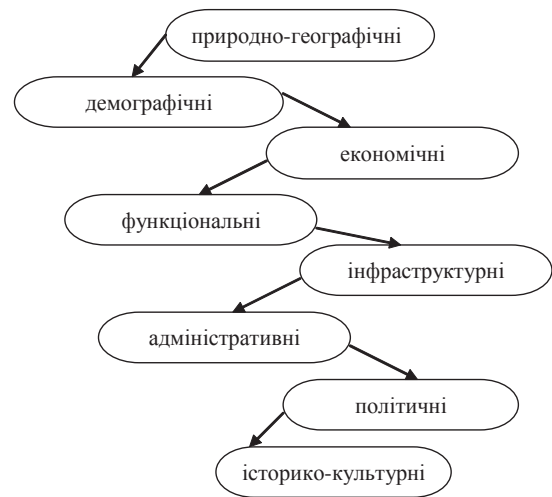 природно-географічні
демографічні
економічні
функціональні
інфраструктурні
адміністративні
політичні
історико-культурні